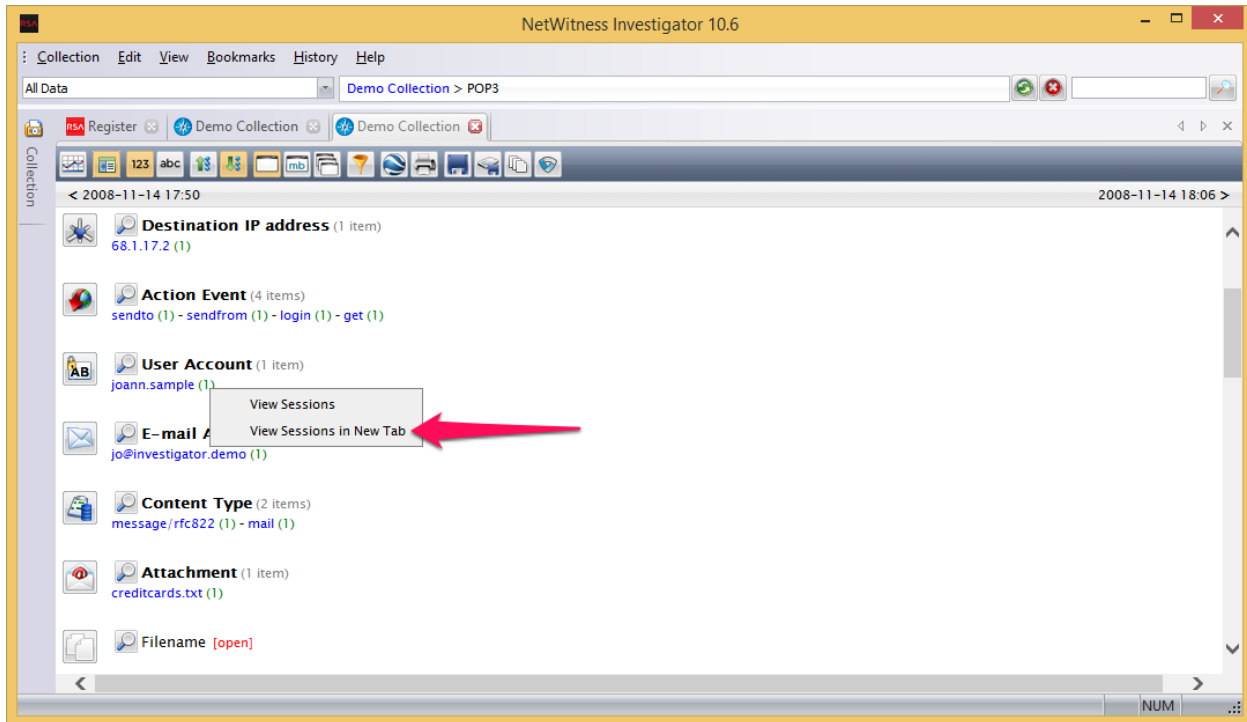 RSA NetWitness Investigator 10.6
Collection Edit View Bookmarks History Help
All Data Demo Collection > POP3
RSA Register Demo Collection Demo Collection
Collection
123 abc mb
< 2008-11-14 17:50 2008-11-14 18:06 >
Destination IP address (1 item)
68.1.17.2 (1)
Action Event (4 items)
sendto (1) - sendfrom (1) - login (1) - get (1)
AB User Account (1 item)
joann.sample (1)
View Sessions
E-mail A
View Sessions in New Tab
jo@investigator.demo (1)
Content Type (2 items)
message/rfc822 (1) - mail (1)
Attachment (1 item)
creditcards.txt (1)
Filename [open]
NUM